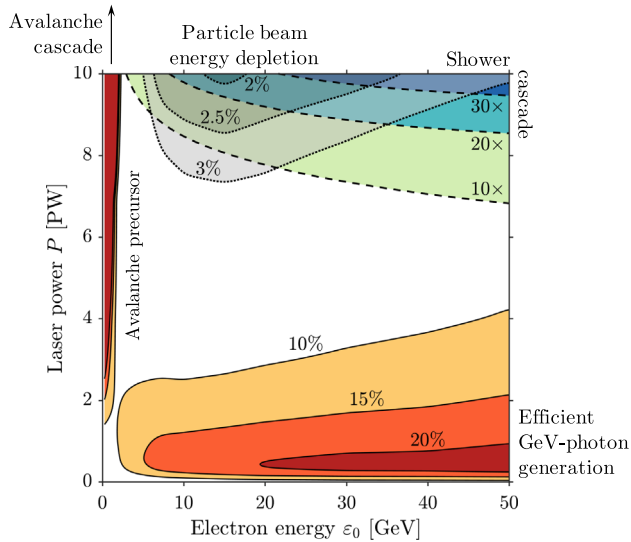 Avalanche
cascade
Particle beam
energy depletion
Shower
cascade
10
8
6
4
2
0
Laser power P [PW]
Avalanche precursor
2%
2.5%
3%
30×
20×
10×
10%
15%
20%
Efficient
GeV-photon
generation
0
10
20
30
40
50
Electron energy ε₀ [GeV]